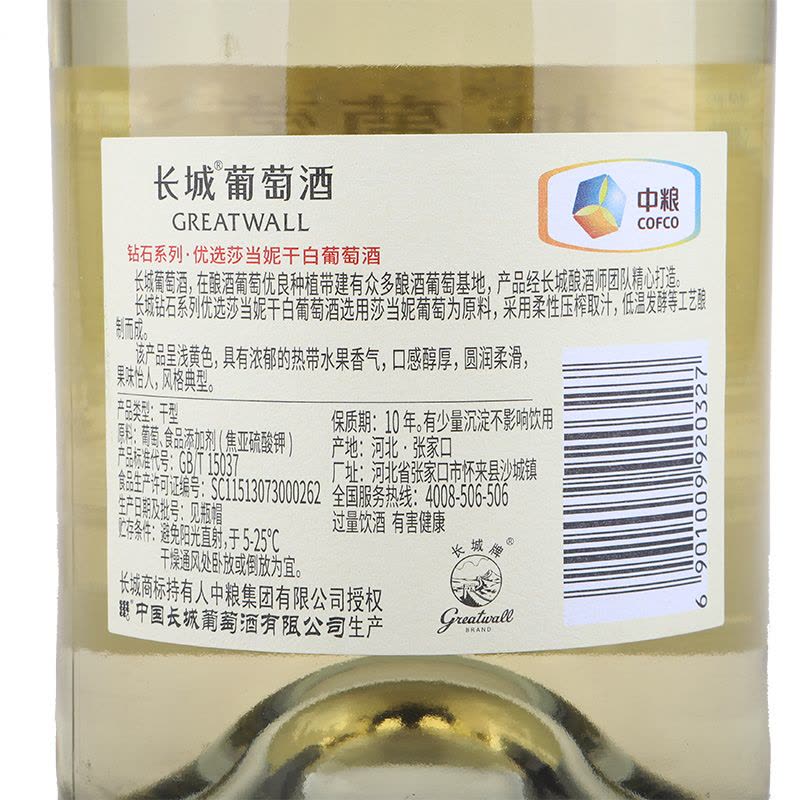 长城®葡萄酒
GREATWALL
中粮
COFCO
钻石系列·优选莎当妮干白葡萄酒
长城葡萄酒，在酿酒葡萄优良种植带建有众多酿酒葡萄基地，产品经长城酿酒师团队精心打造。
长城钻石系列优选莎当妮干白葡萄酒选用莎当妮葡萄为原料，采用柔性压榨取汁，低温发酵等工艺酿
制而成。
该产品呈浅黄色，具有浓郁的热带水果香气，口感醇厚，圆润柔滑，
果味怡人，风格典型。
产品类型：干型
原料：葡萄、食品添加剂（焦亚硫酸钾）
产品标准代号：GB/T 15037
食品生产许可证编号：SC11513073000262
生产日期及批号：见瓶帽
贮存条件：避免阳光直射，于 5-25℃
干燥通风处卧放或倒放为宜。
保质期：10 年。有少量沉淀不影响饮用
产地：河北·张家口
厂址：河北省张家口市怀来县沙城镇
全国服务热线：4008-506-506
过量饮酒 有害健康
长城商标持有人中粮集团有限公司授权
中国长城葡萄酒有限公司生产
长城牌®
Greatwall
BRAND
6 901009 920327